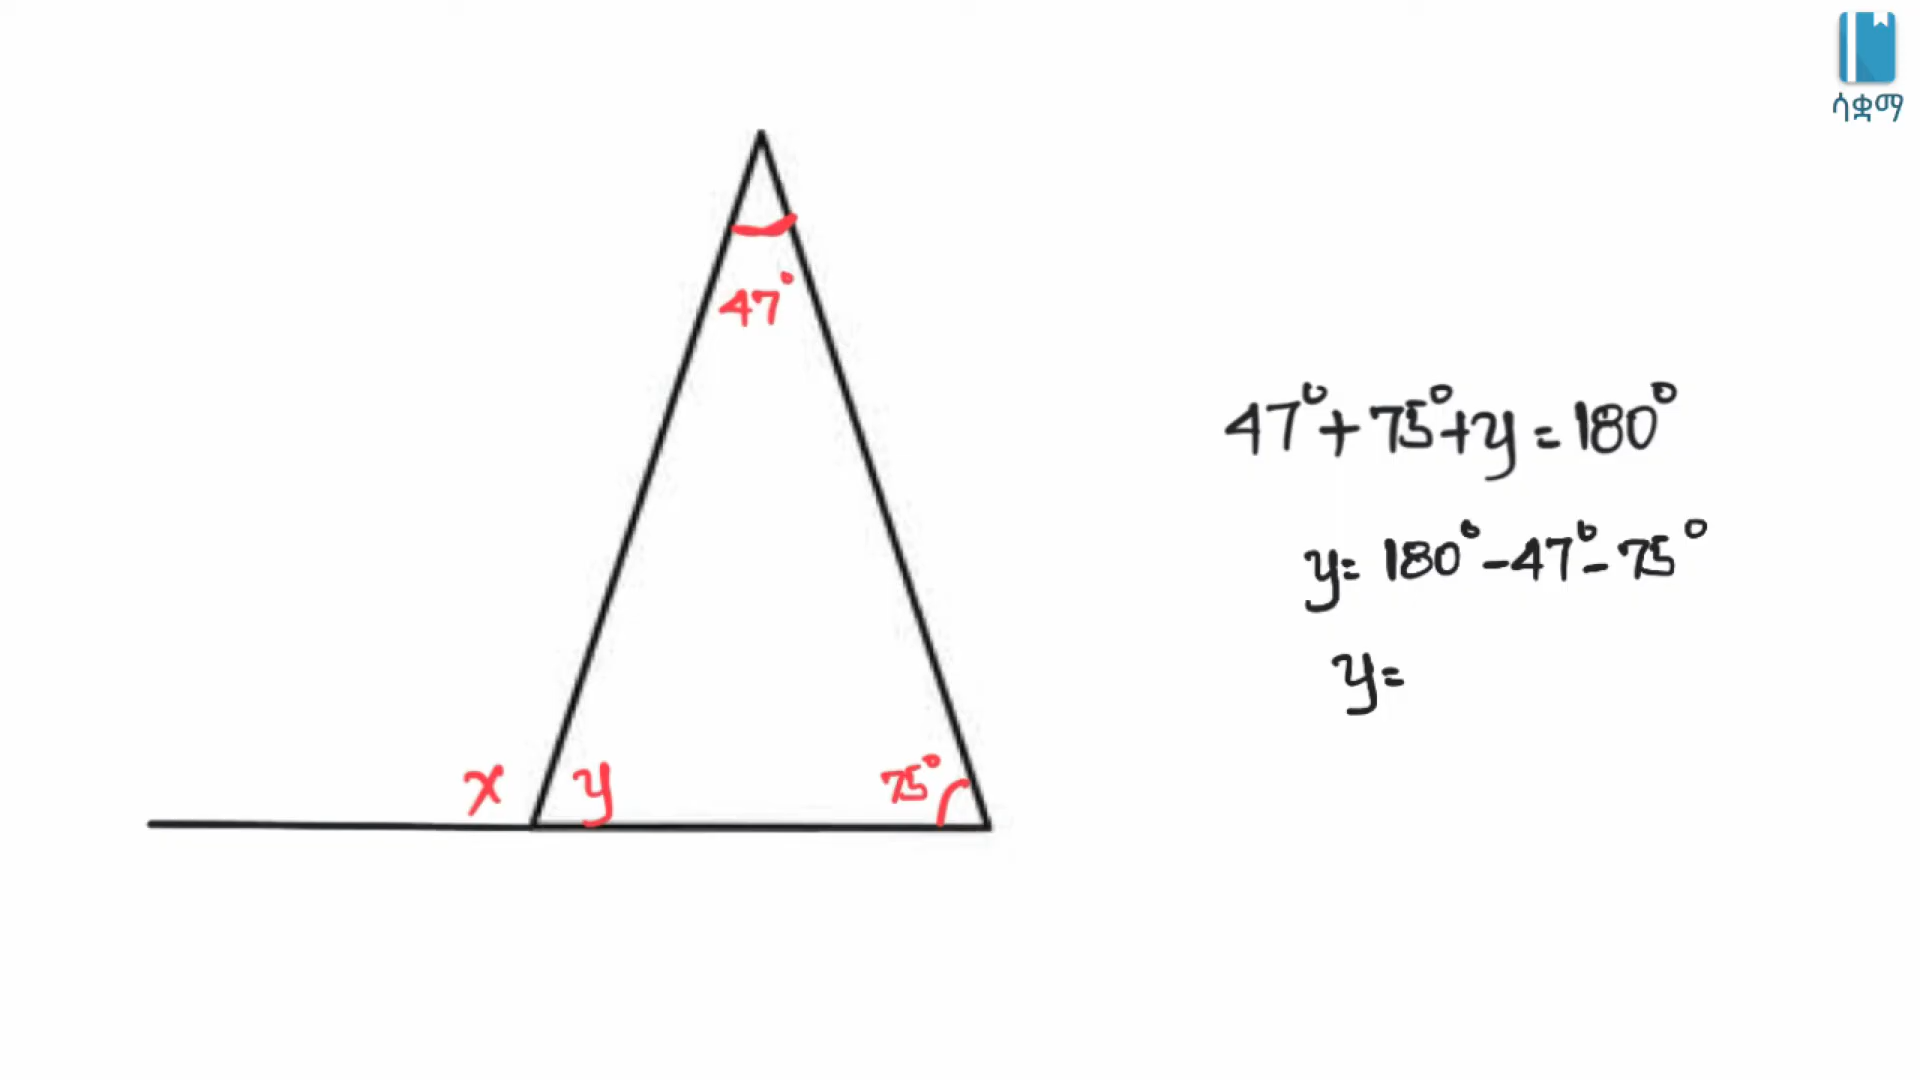 ሳቋማ
47°
47° + 75° + y = 180°
y = 180° - 47° - 75°
y =
x y 75°